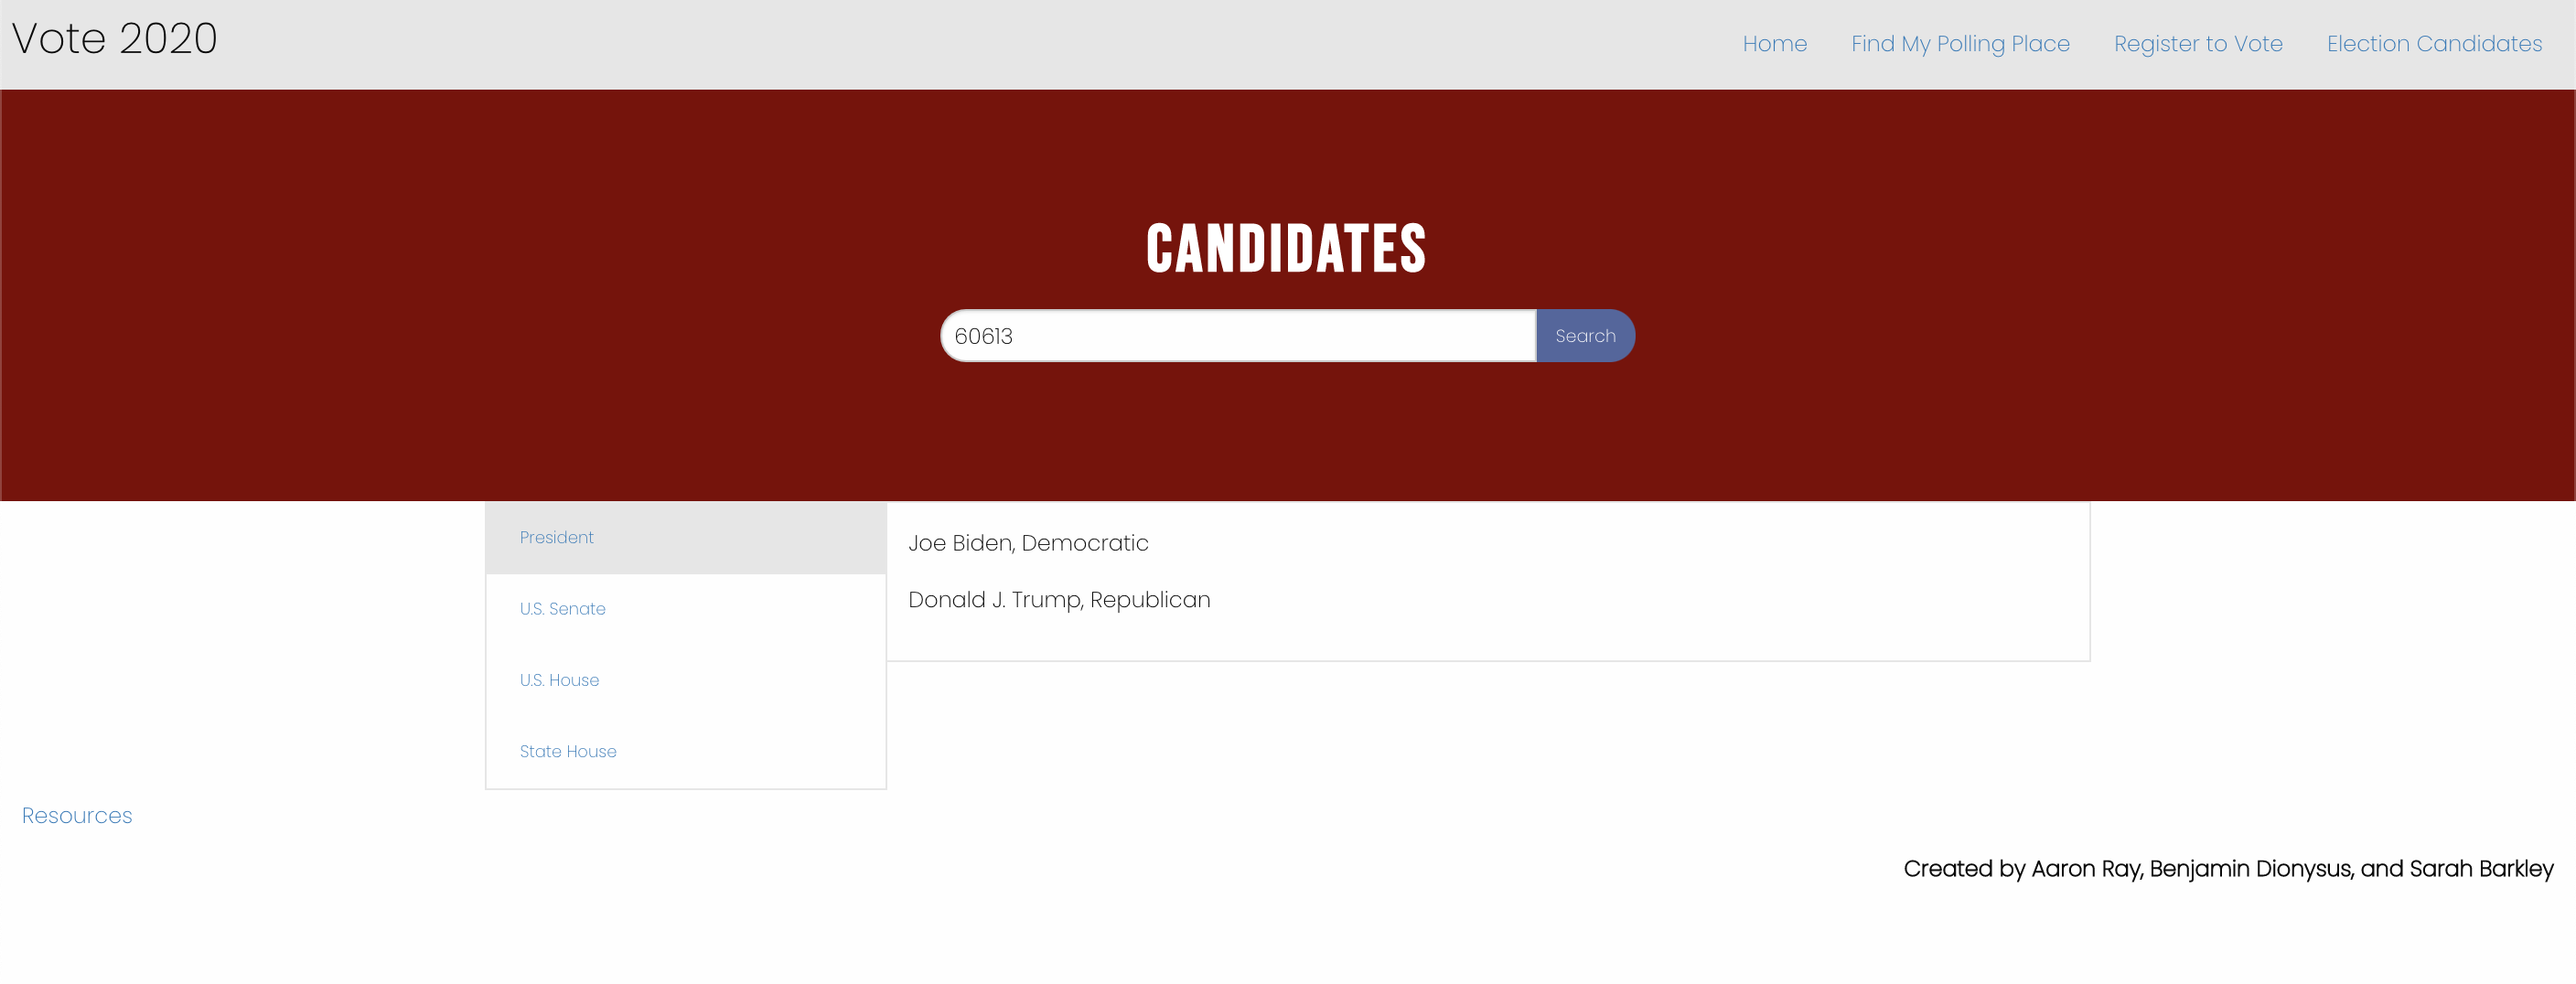 Vote 2020
Home Find My Polling Place Register to Vote Election Candidates
CANDIDATES
60613 Search
President
U.S. Senate
U.S. House
State House
Joe Biden, Democratic
Donald J. Trump, Republican
Resources
Created by Aaron Ray, Benjamin Dionysus, and Sarah Barkley